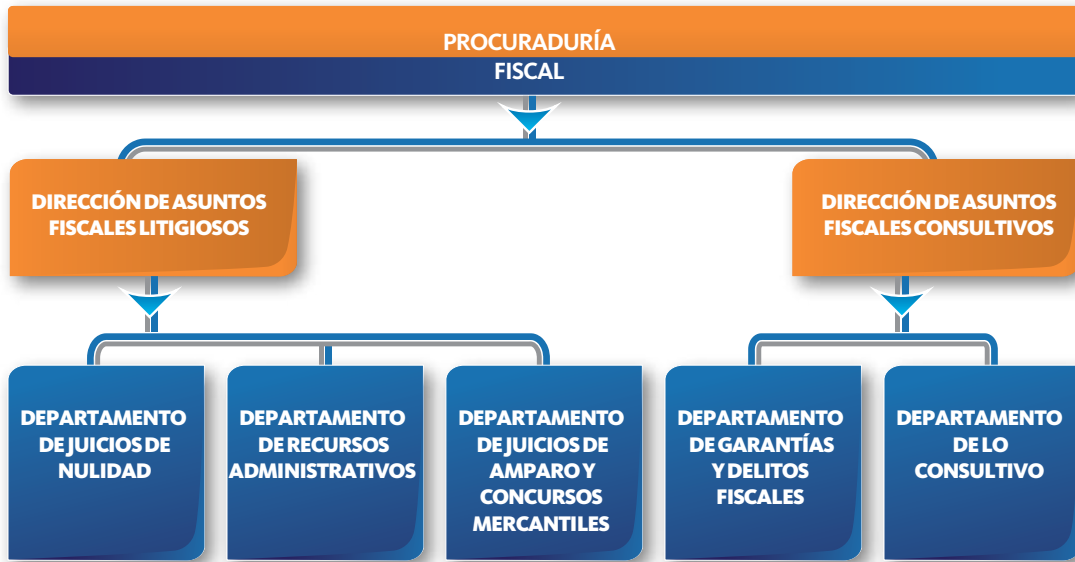 PROCURADURÍA
FISCAL
DIRECCIÓN DE ASUNTOS
FISCALES LITIGIOSOS
DIRECCIÓN DE ASUNTOS
FISCALES CONSULTIVOS
DEPARTAMENTO
DE JUICIOS DE
NULIDAD
DEPARTAMENTO
DE RECURSOS
ADMINISTRATIVOS
DEPARTAMENTO
DE JUICIOS DE
AMPARO Y
CONCURSOS
MERCANTILES
DEPARTAMENTO
DE GARANTÍAS
Y DELITOS
FISCALES
DEPARTAMENTO
DE LO
CONSULTIVO